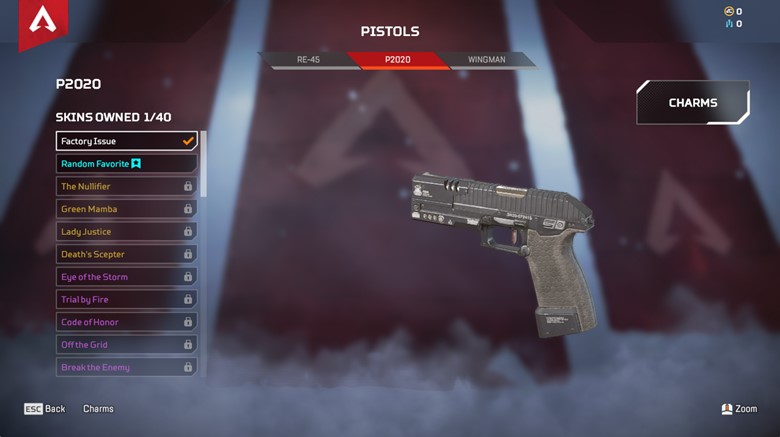 PISTOLS
0
0
RE-45
P2020
WINGMAN
P2020
CHARMS
SKINS OWNED 1/40
Factory Issue
Random Favorite
The Nullifier
Green Mamba
Lady Justice
Death's Scepter
Eye of the Storm
Trial by Fire
Code of Honor
Off the Grid
Break the Enemy
ESC Back
Charms
Zoom